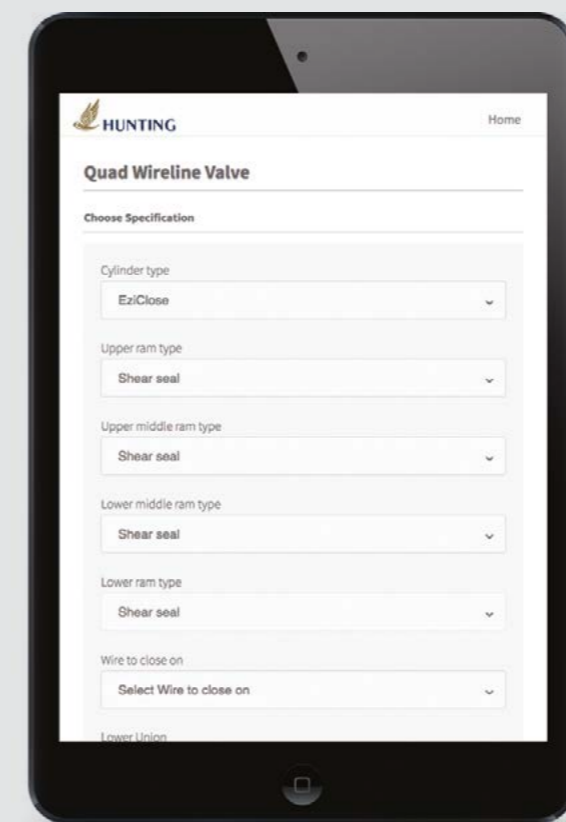 HUNTING
Home
Quad Wireline Valve
Choose Specification
Cylinder type
EziClose
Upper ram type
Shear seal
Upper middle ram type
Shear seal
Lower middle ram type
Shear seal
Lower ram type
Shear seal
Wire to close on
Select Wire to close on
Lower Union